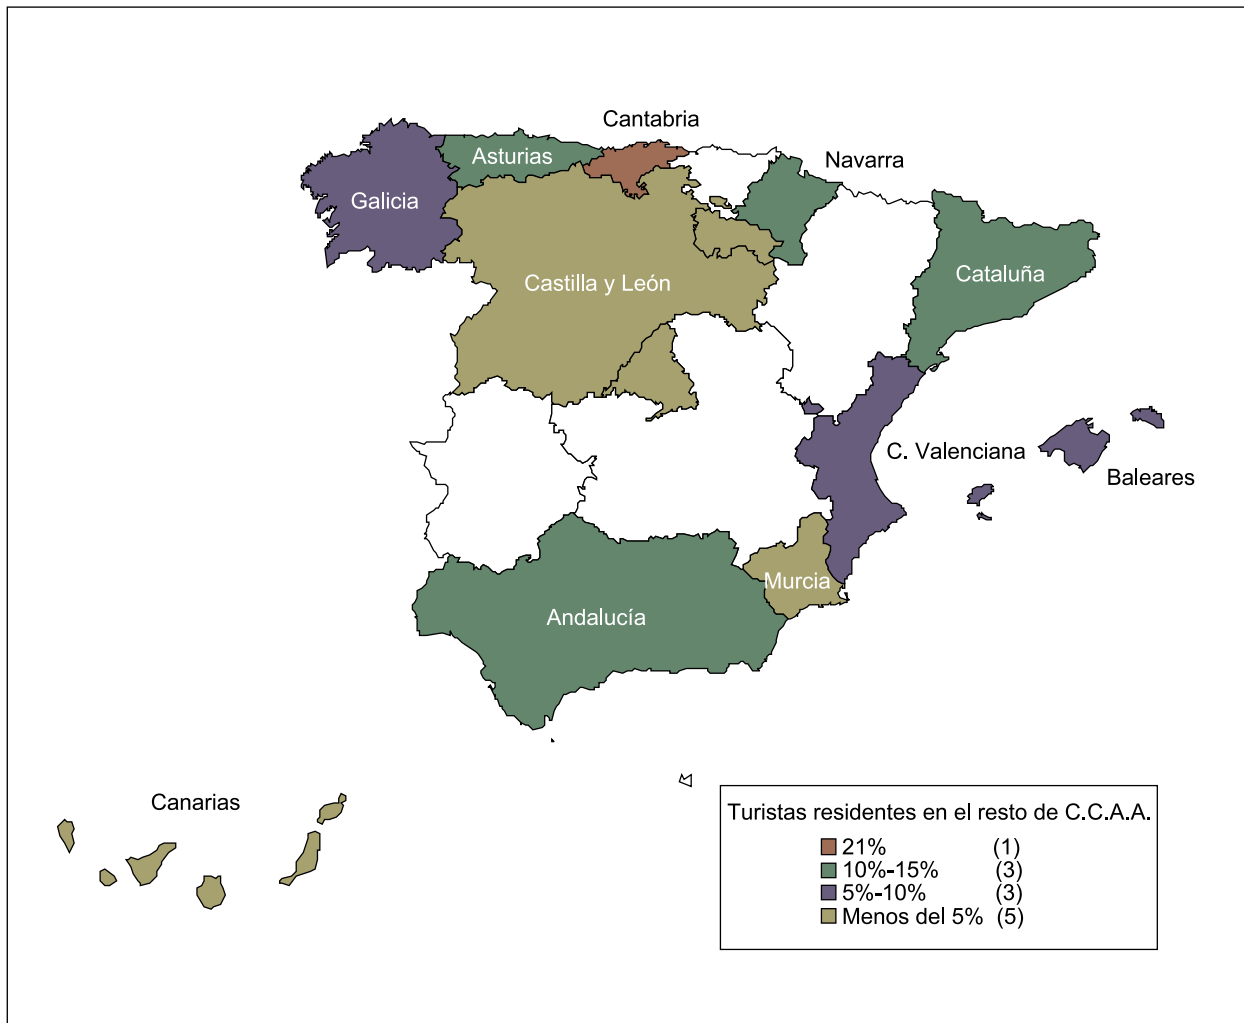 Cantabria
Asturias
Navarra
Galicia
Cataluña
Castilla y León
C. Valenciana
Baleares
Murcia
Andalucía
Canarias
Turistas residentes en el resto de C.C.A.A.
21% (1)
10%-15% (3)
5%-10% (3)
Menos del 5% (5)